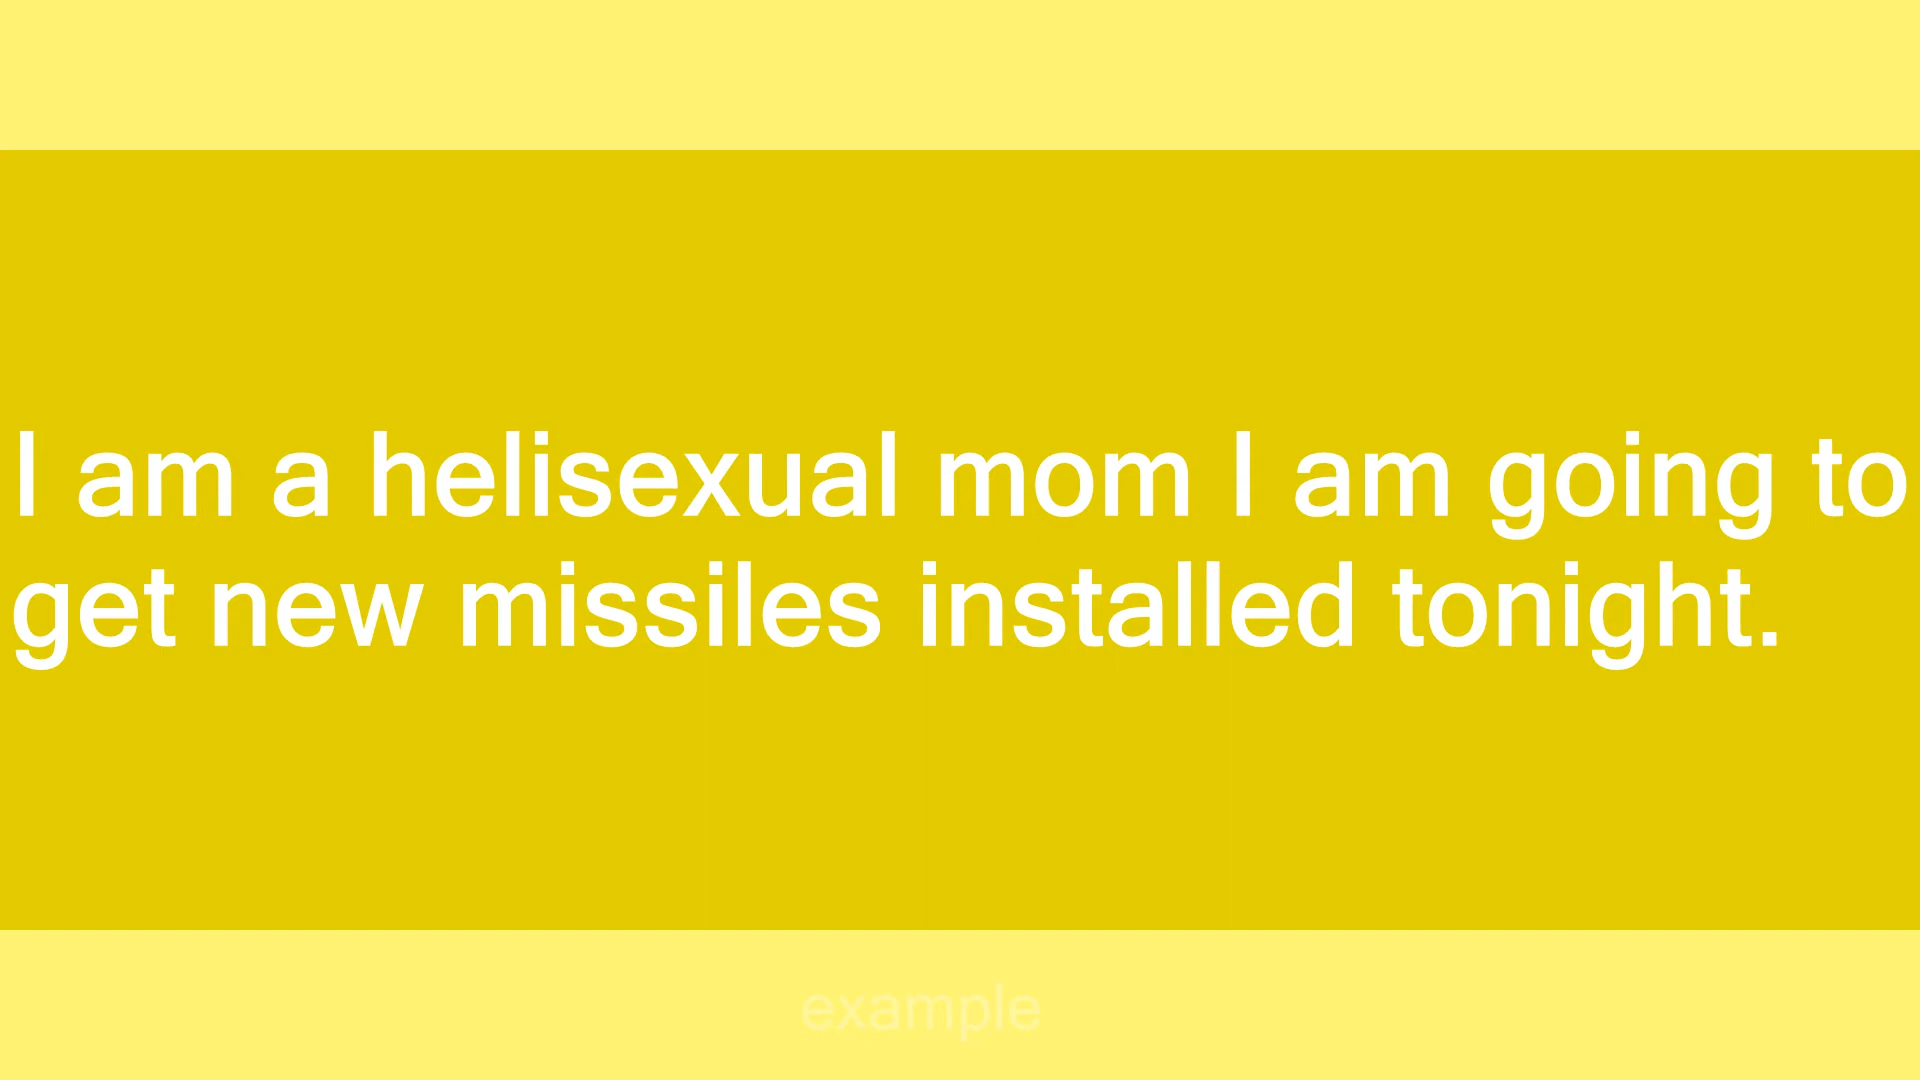 I am a helisexual mom I am going to
get new missiles installed tonight.
example